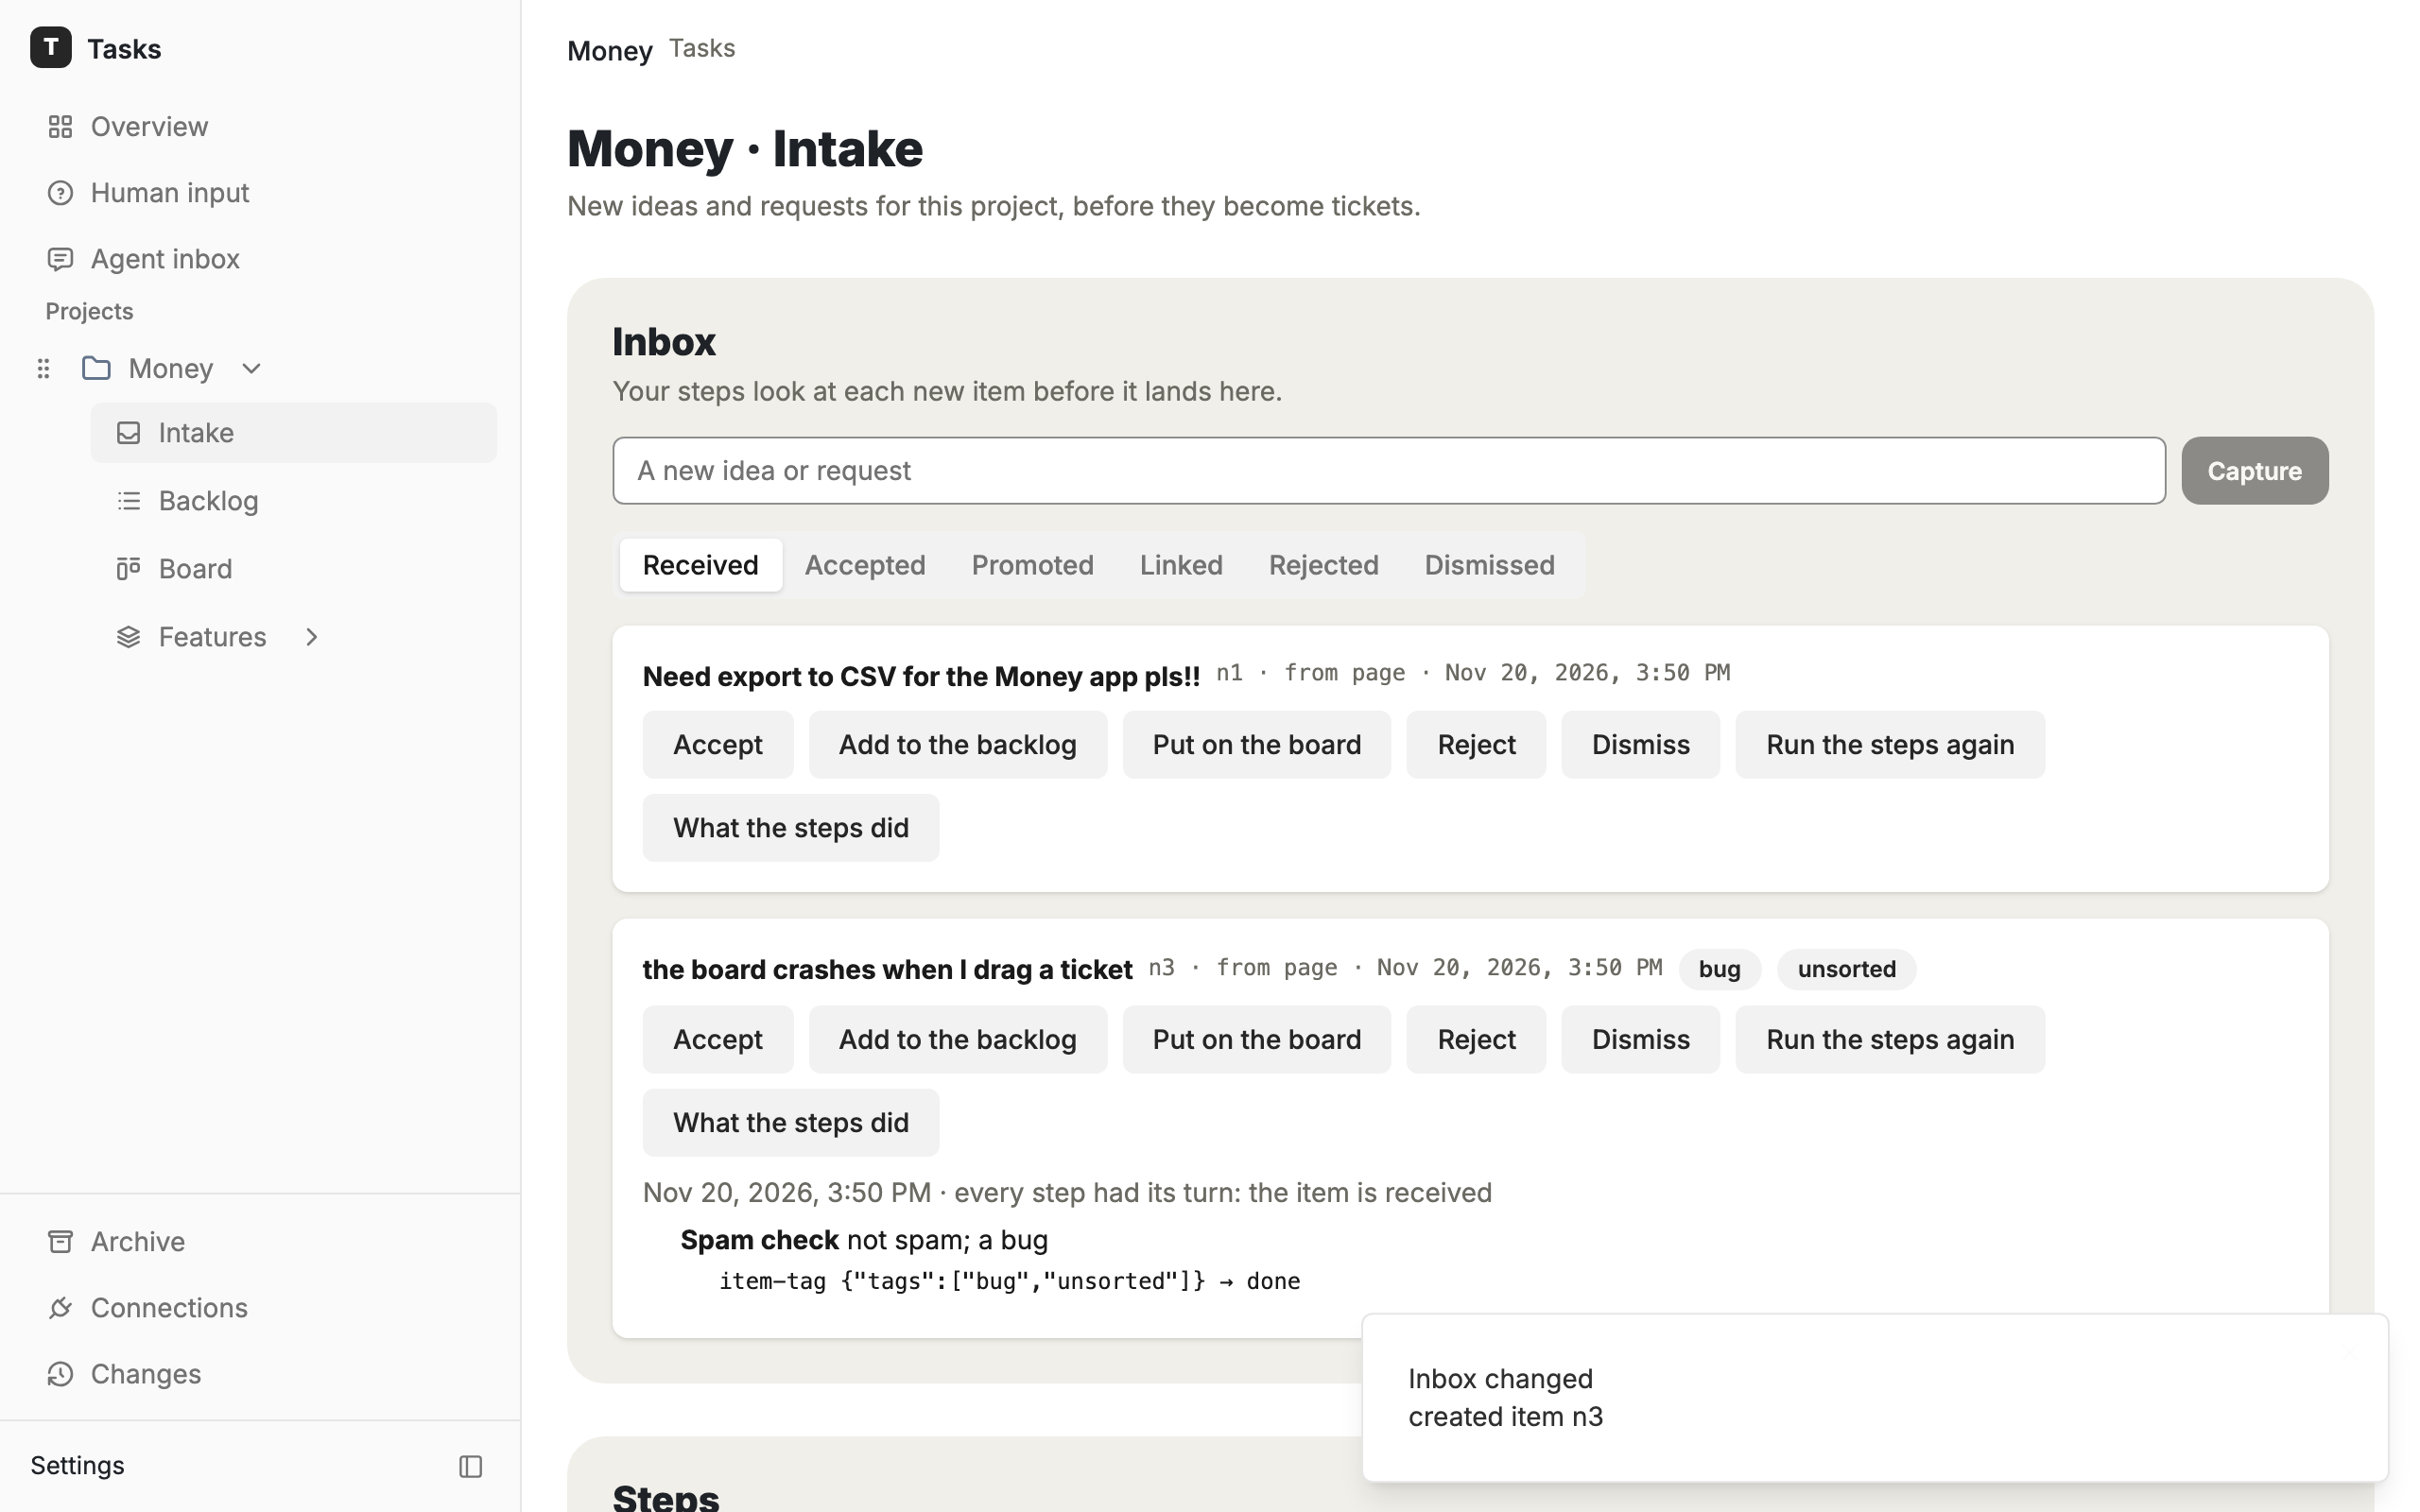 T Tasks
Overview
Human input
Agent inbox
Projects
Money
Intake
Backlog
Board
Features
Archive
Connections
Changes
Settings
Money Tasks
Money · Intake
New ideas and requests for this project, before they become tickets.
Inbox
Your steps look at each new item before it lands here.
A new idea or request Capture
Received Accepted Promoted Linked Rejected Dismissed
Need export to CSV for the Money app pls!! n1 · from page · Nov 20, 2026, 3:50 PM
Accept Add to the backlog Put on the board Reject Dismiss Run the steps again
What the steps did
the board crashes when I drag a ticket n3 · from page · Nov 20, 2026, 3:50 PM bug unsorted
Accept Add to the backlog Put on the board Reject Dismiss Run the steps again
What the steps did
Nov 20, 2026, 3:50 PM · every step had its turn: the item is received
Spam check not spam; a bug
item-tag {"tags":["bug","unsorted"]} → done
Inbox changed
created item n3
Steps